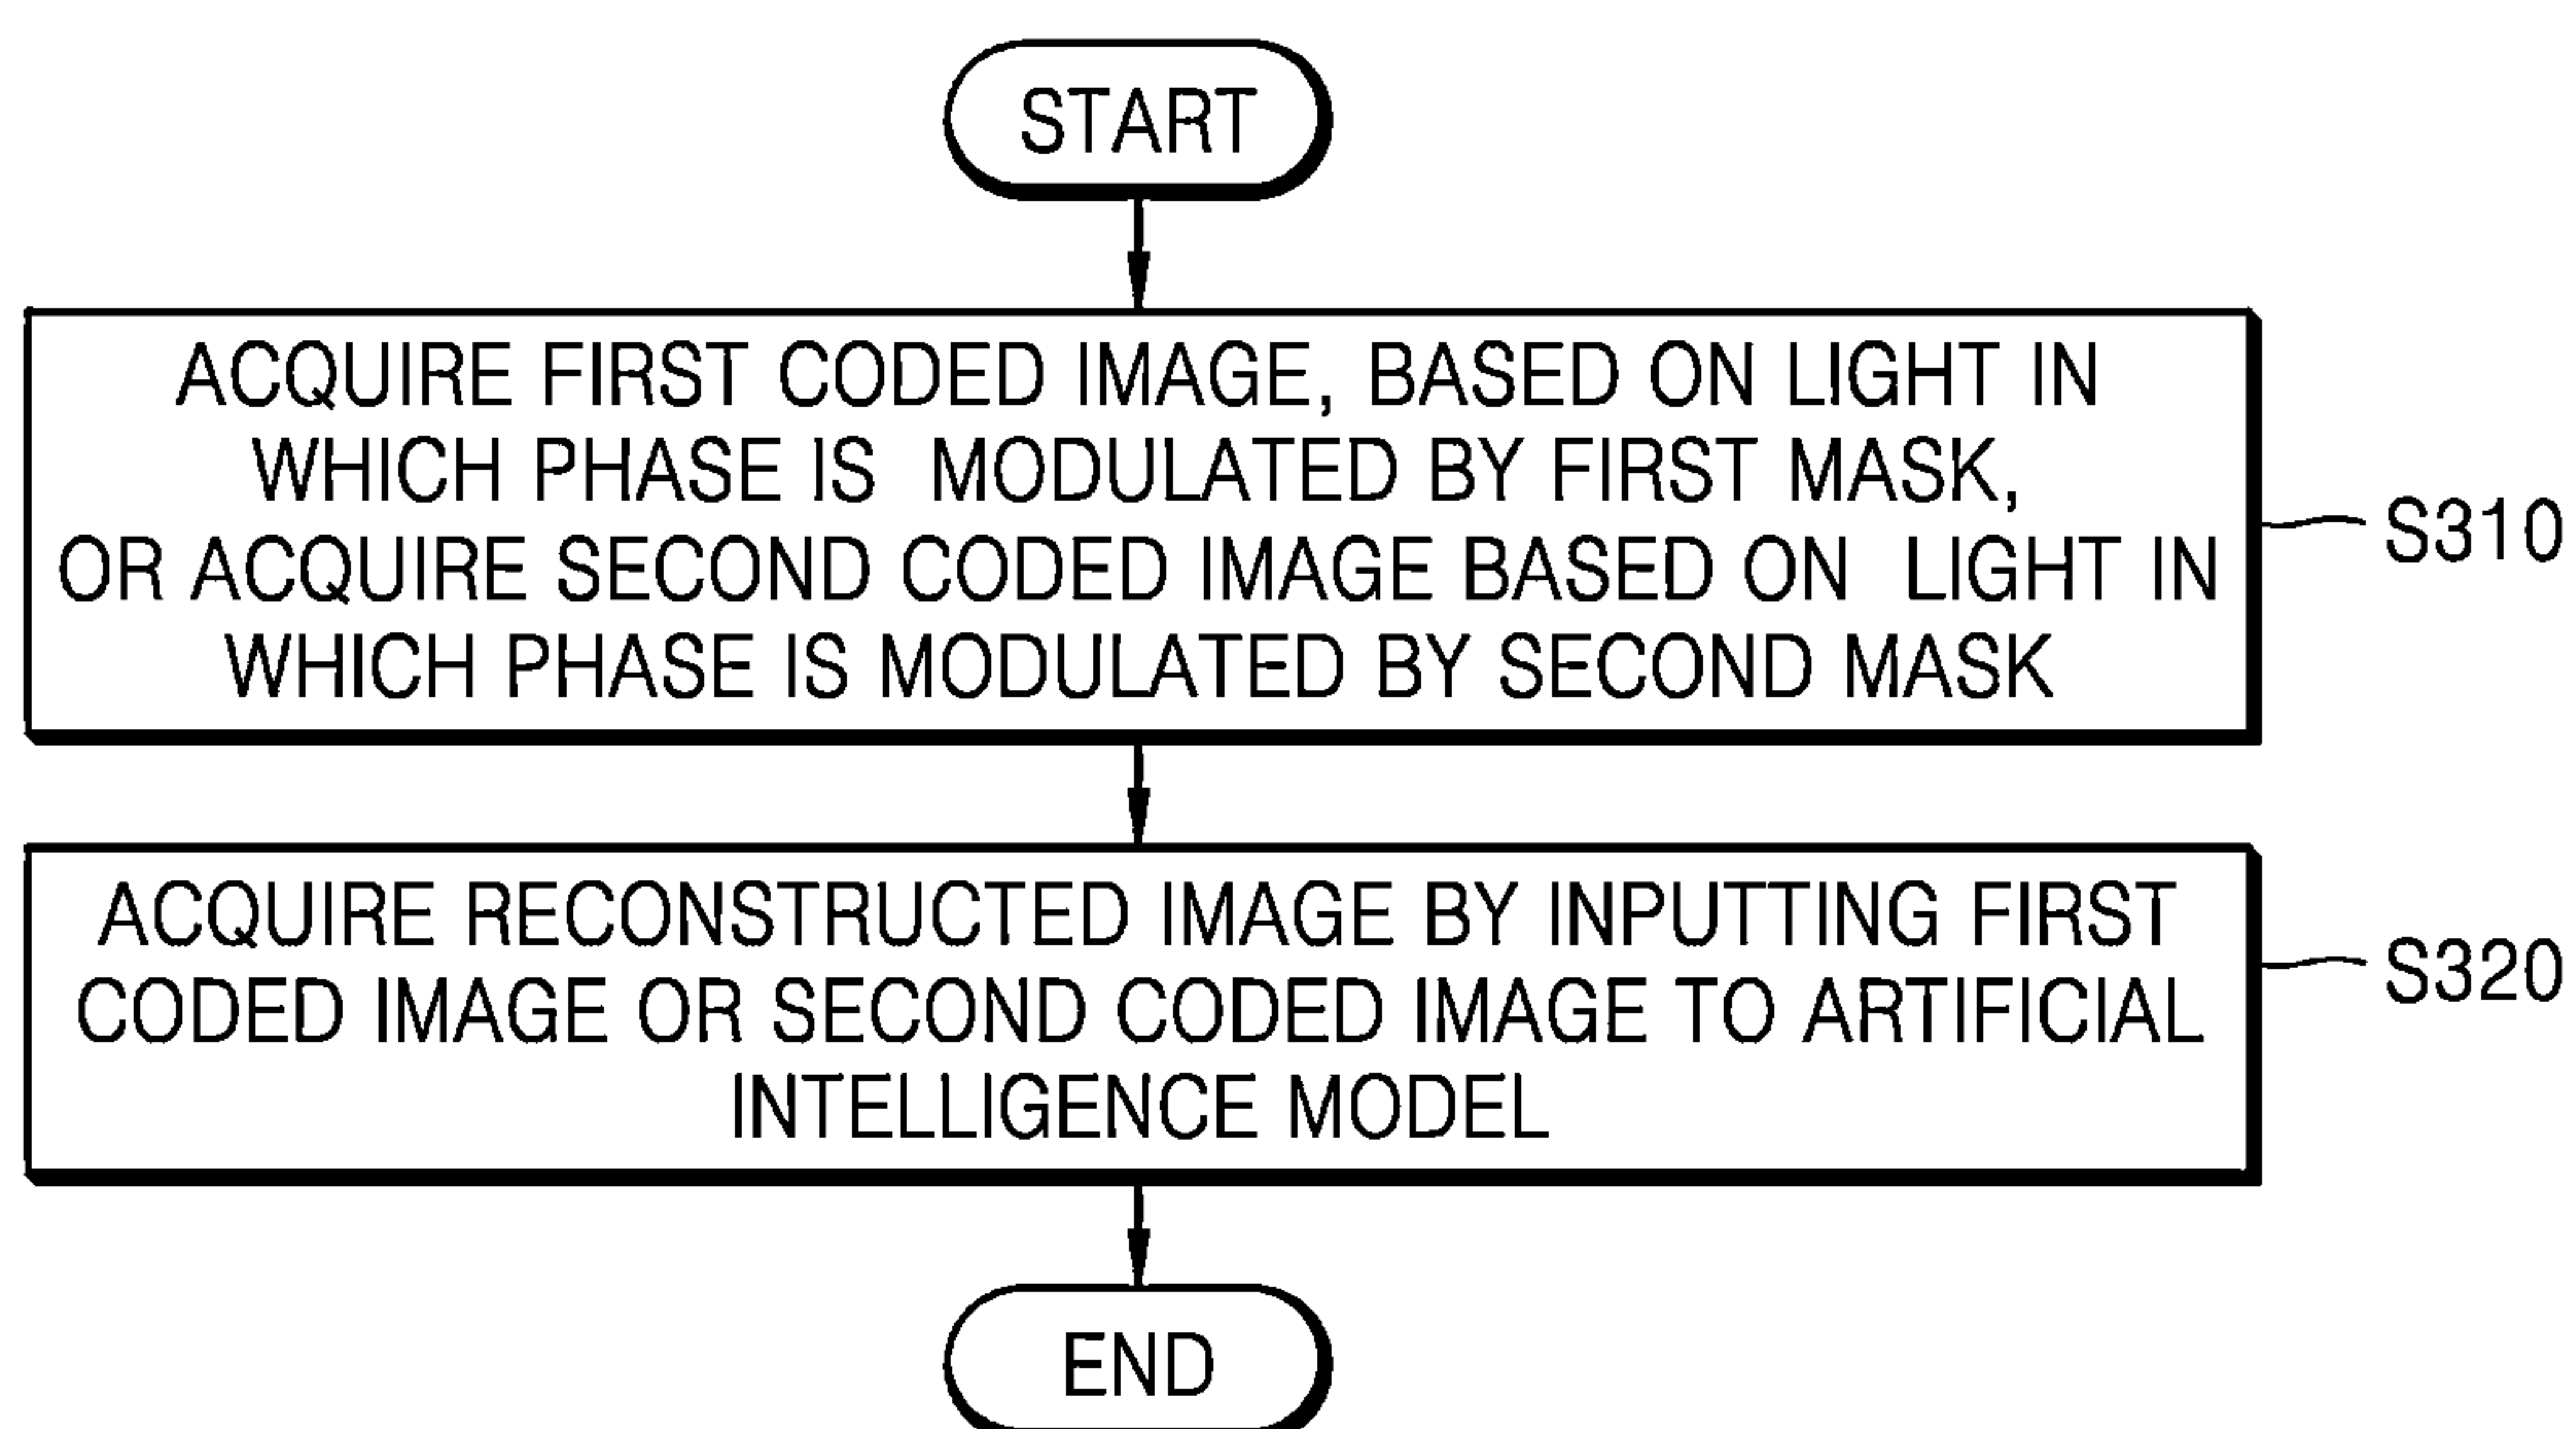 START
ACQUIRE FIRST CODED IMAGE, BASED ON LIGHT IN
WHICH PHASE IS MODULATED BY FIRST MASK,
OR ACQUIRE SECOND CODED IMAGE BASED ON LIGHT IN
WHICH PHASE IS MODULATED BY SECOND MASK
S310
ACQUIRE RECONSTRUCTED IMAGE BY INPUTTING FIRST
CODED IMAGE OR SECOND CODED IMAGE TO ARTIFICIAL
INTELLIGENCE MODEL
S320
END